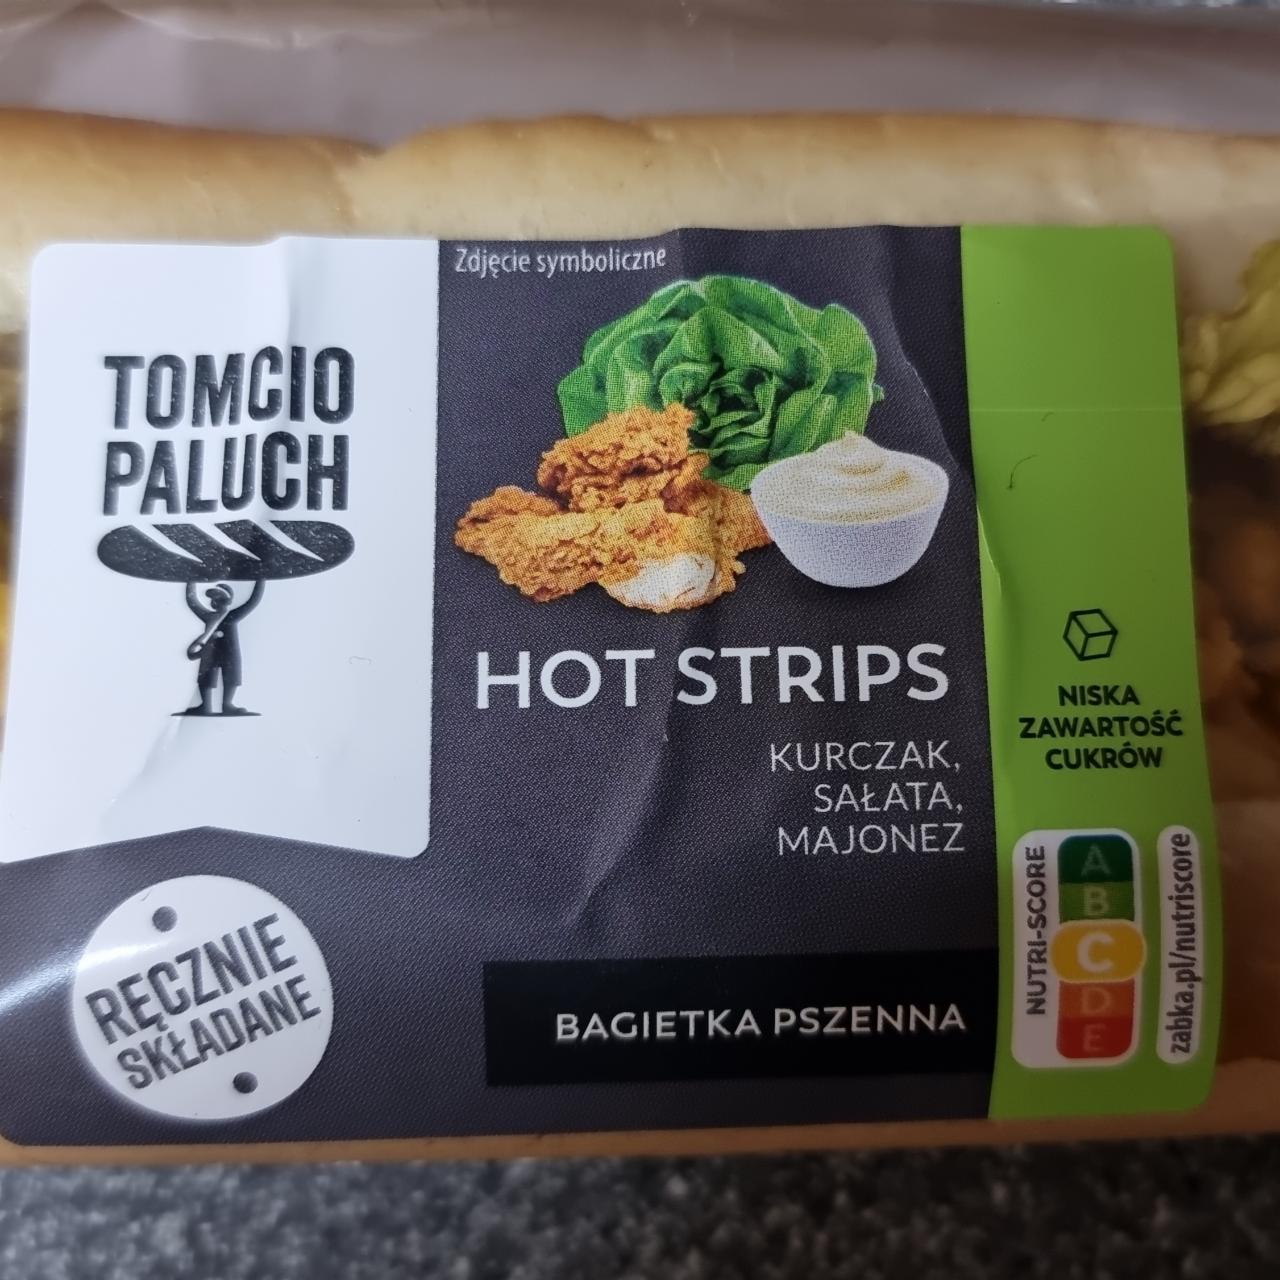 Zdjęcie symboliczne
TOMCIO
PALUCH
HOT STRIPS
KURCZAK,
SAŁATA,
MAJONEZ
BAGIETKA PSZENNA
RĘCZNIE
SKŁADANE
NISKA
ZAWARTOŚĆ
CUKRÓW
NUTRI-SCORE
A
B
C
D
E
zabka.pl/nutriscore